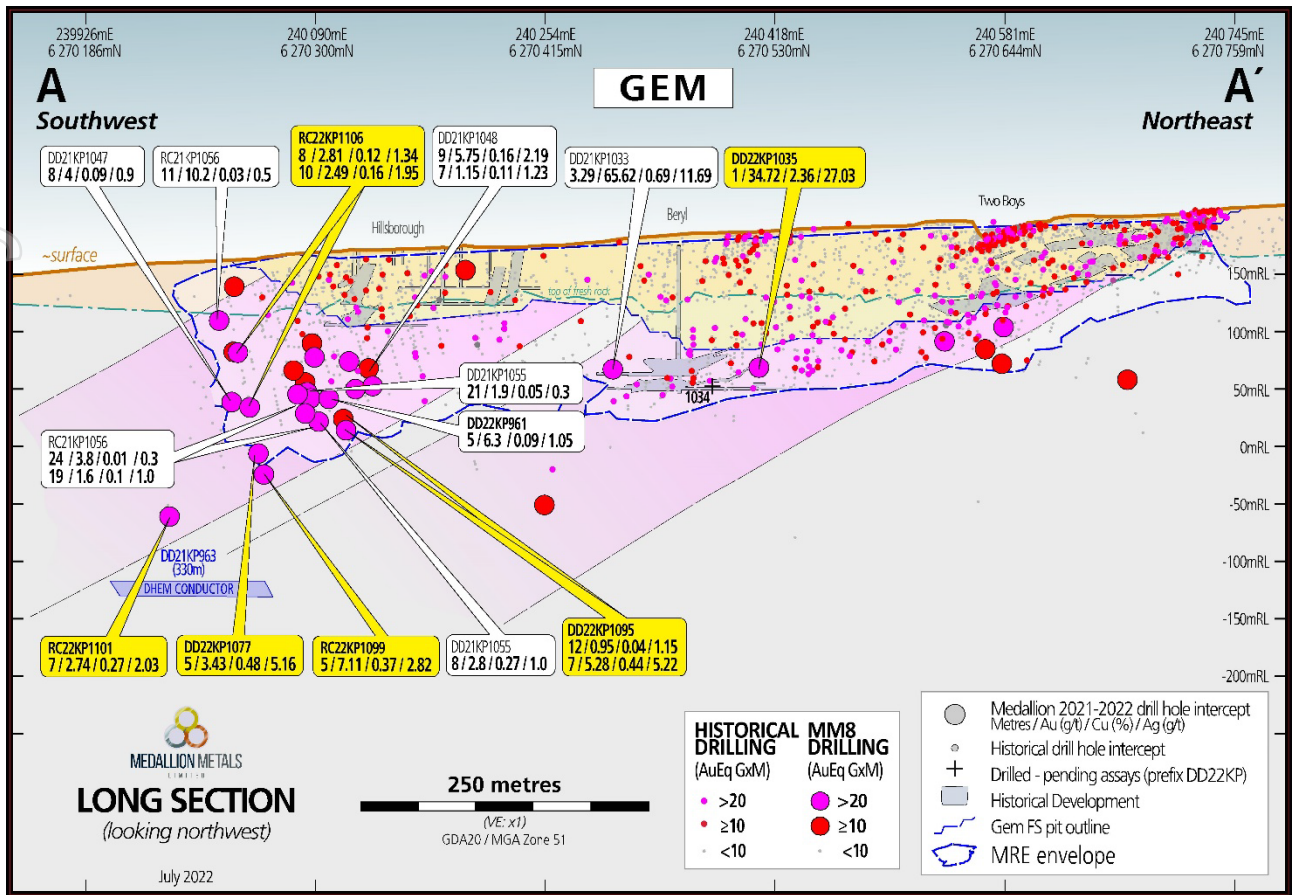 239926mE
6 270 186mN
240 090mE
6 270 300mN
240 254mE
6 270 415mN
240 418mE
6 270 530mN
240 581mE
6 270 644mN
240 745mE
6 270 759mN
A
Southwest
GEM
A´
Northeast
DD21KP1047
8 / 4 / 0.09 / 0.9
RC21KP1056
11 / 10.2 / 0.03 / 0.5
RC22KP1106
8 / 2.81 / 0.12 / 1.34
10 / 2.49 / 0.16 / 1.95
DD21KP1048
9 / 5.75 / 0.16 / 2.19
7 / 1.15 / 0.11 / 1.23
DD21KP1033
3.29 / 65.62 / 0.69 / 11.69
DD22KP1035
1 / 34.72 / 2.36 / 27.03
Hillsborough
Beryl
Two Boys
~surface
top of fresh rock
150mRL
100mRL
50mRL
0mRL
-50mRL
-100mRL
-150mRL
-200mRL
DD21KP1055
21 / 1.9 / 0.05 / 0.3
1034
DD22KP961
5 / 6.3 / 0.09 / 1.05
RC21KP1056
24 / 3.8 / 0.01 / 0.3
19 / 1.6 / 0.1 / 1.0
DD21KP963
(330m)
DHEM CONDUCTOR
RC22KP1101
7 / 2.74 / 0.27 / 2.03
DD22KP1077
5 / 3.43 / 0.48 / 5.16
RC22KP1099
5 / 7.11 / 0.37 / 2.82
DD21KP1055
8 / 2.8 / 0.27 / 1.0
DD22KP1095
12 / 0.95 / 0.04 / 1.15
7 / 5.28 / 0.44 / 5.22
MEDALLION METALS
LIMITED
LONG SECTION
(looking northwest)
July 2022
250 metres
(VE: x1)
GDA20 / MGA Zore 51
HISTORICAL DRILLING
(AuEq GxM)
>20
≥10
<10
MM8 DRILLING
(AuEq GxM)
>20
≥10
<10
Medallion 2021-2022 drill hole intercept
Metres / Au (g/t) / Cu (%) / Ag (g/t)
Historical drill hole intercept
Drilled - pending assays (prefix DD22KP)
Historical Development
Gem FS pit outline
MRE envelope